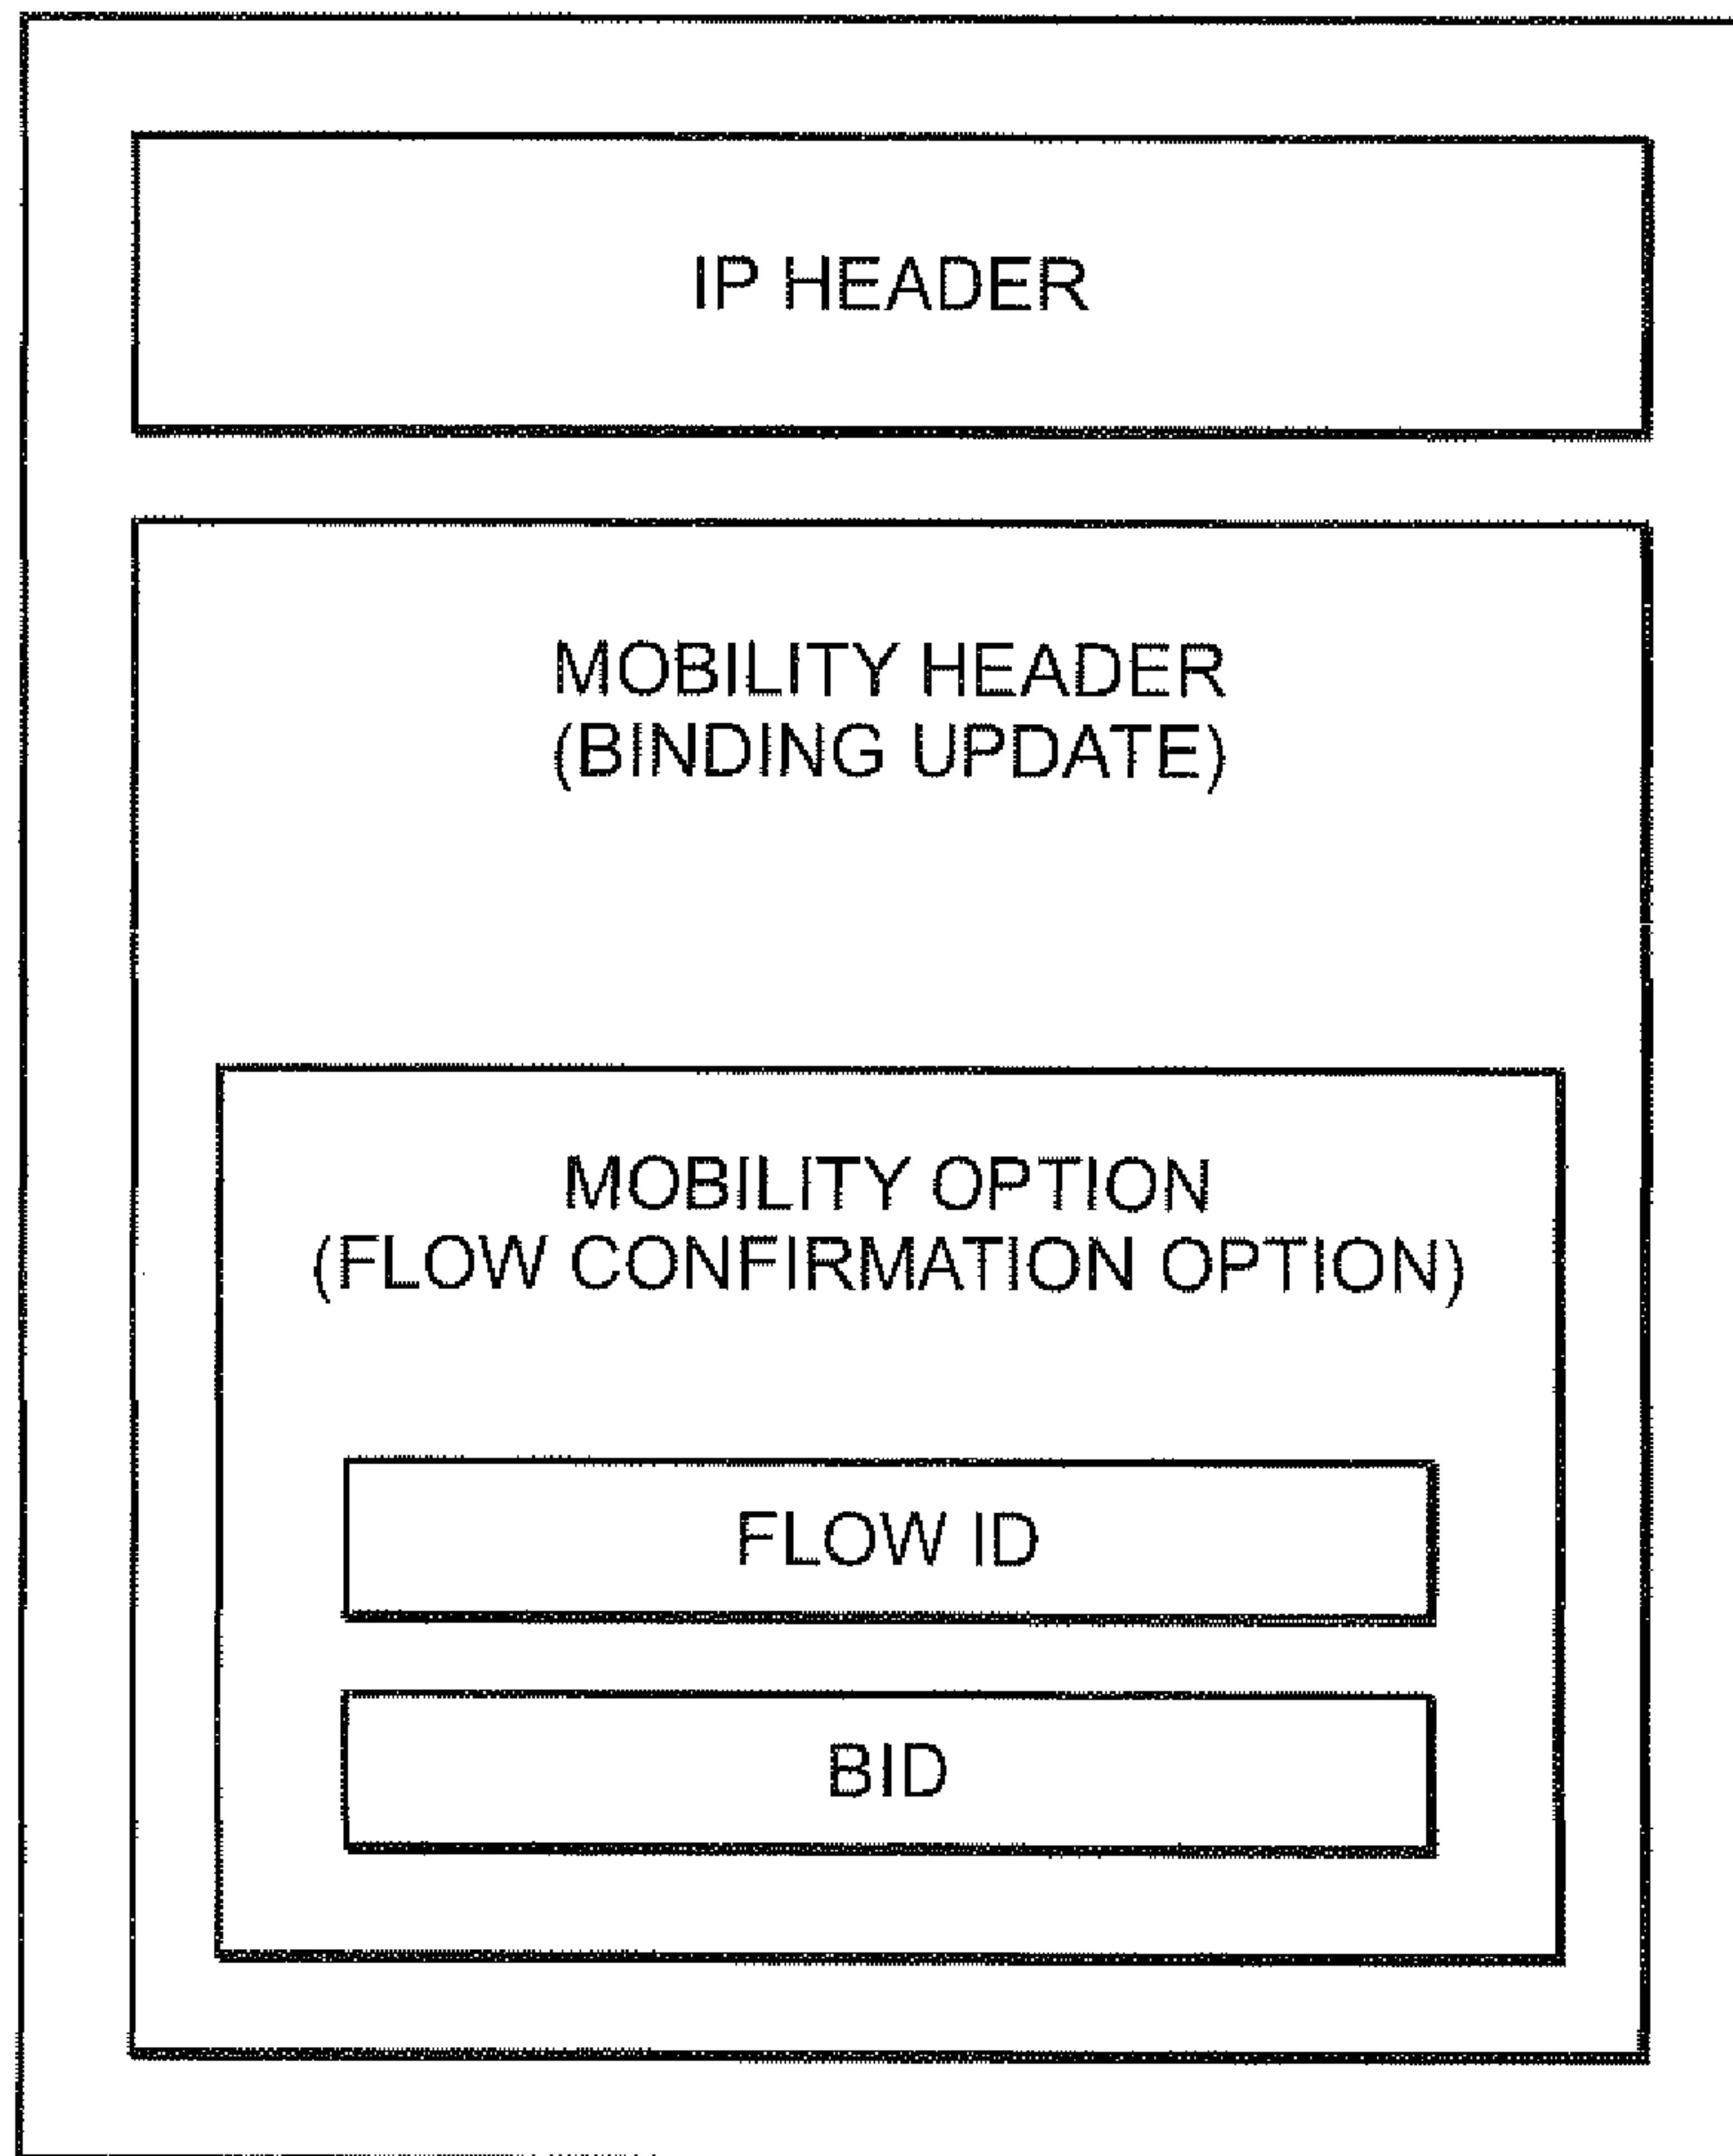 IP HEADER
MOBILITY HEADER
(BINDING UPDATE)
MOBILITY OPTION
(FLOW CONFIRMATION OPTION)
FLOW ID
BID